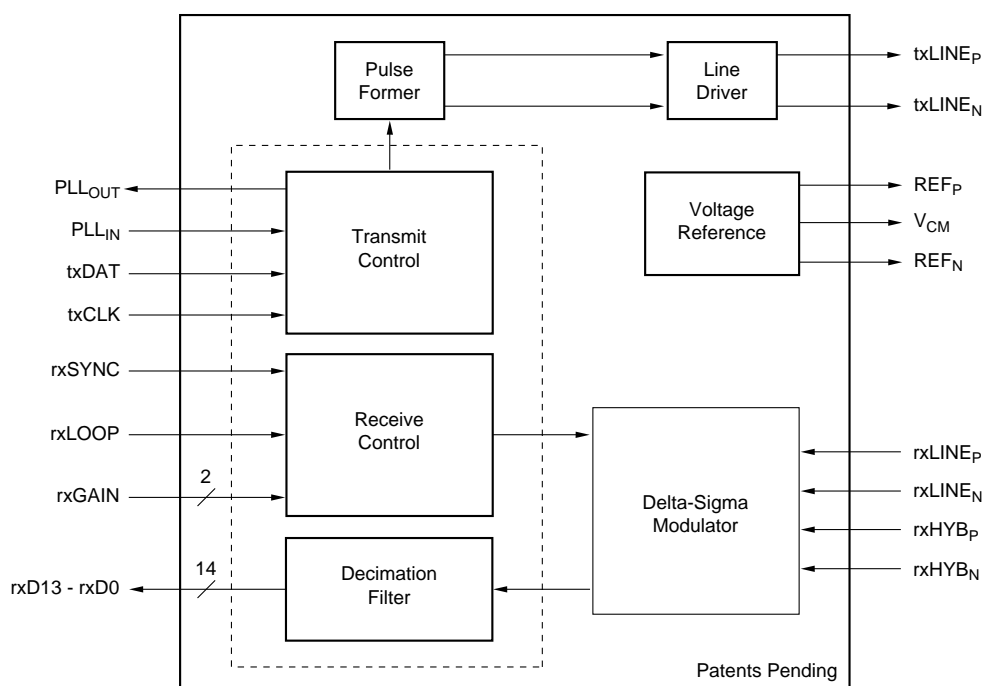 Pulse
Former
Line
Driver
txLINEP
txLINEN
PLLOUT
PLLIN
txDAT
txCLK
Transmit
Control
Voltage
Reference
REFP
VCM
REFN
rxSYNC
rxLOOP
rxGAIN
2
Receive
Control
Delta-Sigma
Modulator
rxLINEP
rxLINEN
rxHYBP
rxHYBN
rxD13 - rxD0
14
Decimation
Filter
Patents Pending